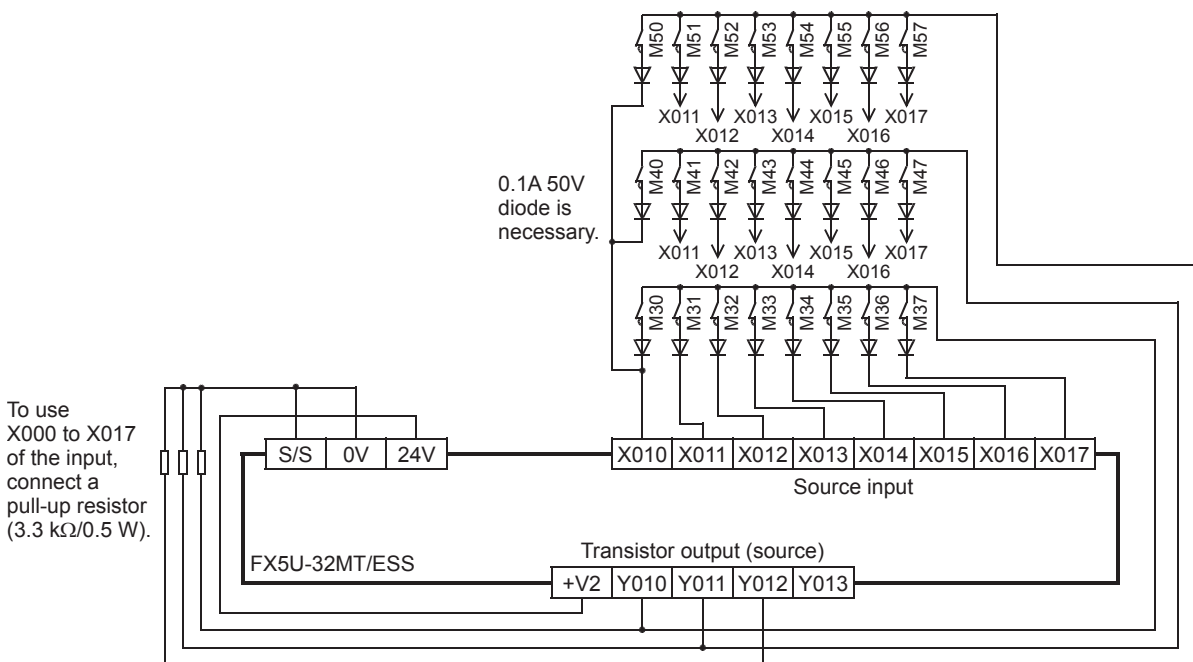 M50 M51 M52 M53 M54 M55 M56 M57
X011 X013 X015 X017
X012 X014 X016
M40 M41 M42 M43 M44 M45 M46 M47
0.1A 50V
diode is
necessary.
X011 X013 X015 X017
X012 X014 X016
M30 M31 M32 M33 M34 M35 M36 M37
To use
X000 to X017
of the input,
connect a
pull-up resistor
(3.3 kΩ/0.5 W).
S/S 0V 24V
X010 X011 X012 X013 X014 X015 X016 X017
Source input
FX5U-32MT/ESS
Transistor output (source)
+V2 Y010 Y011 Y012 Y013